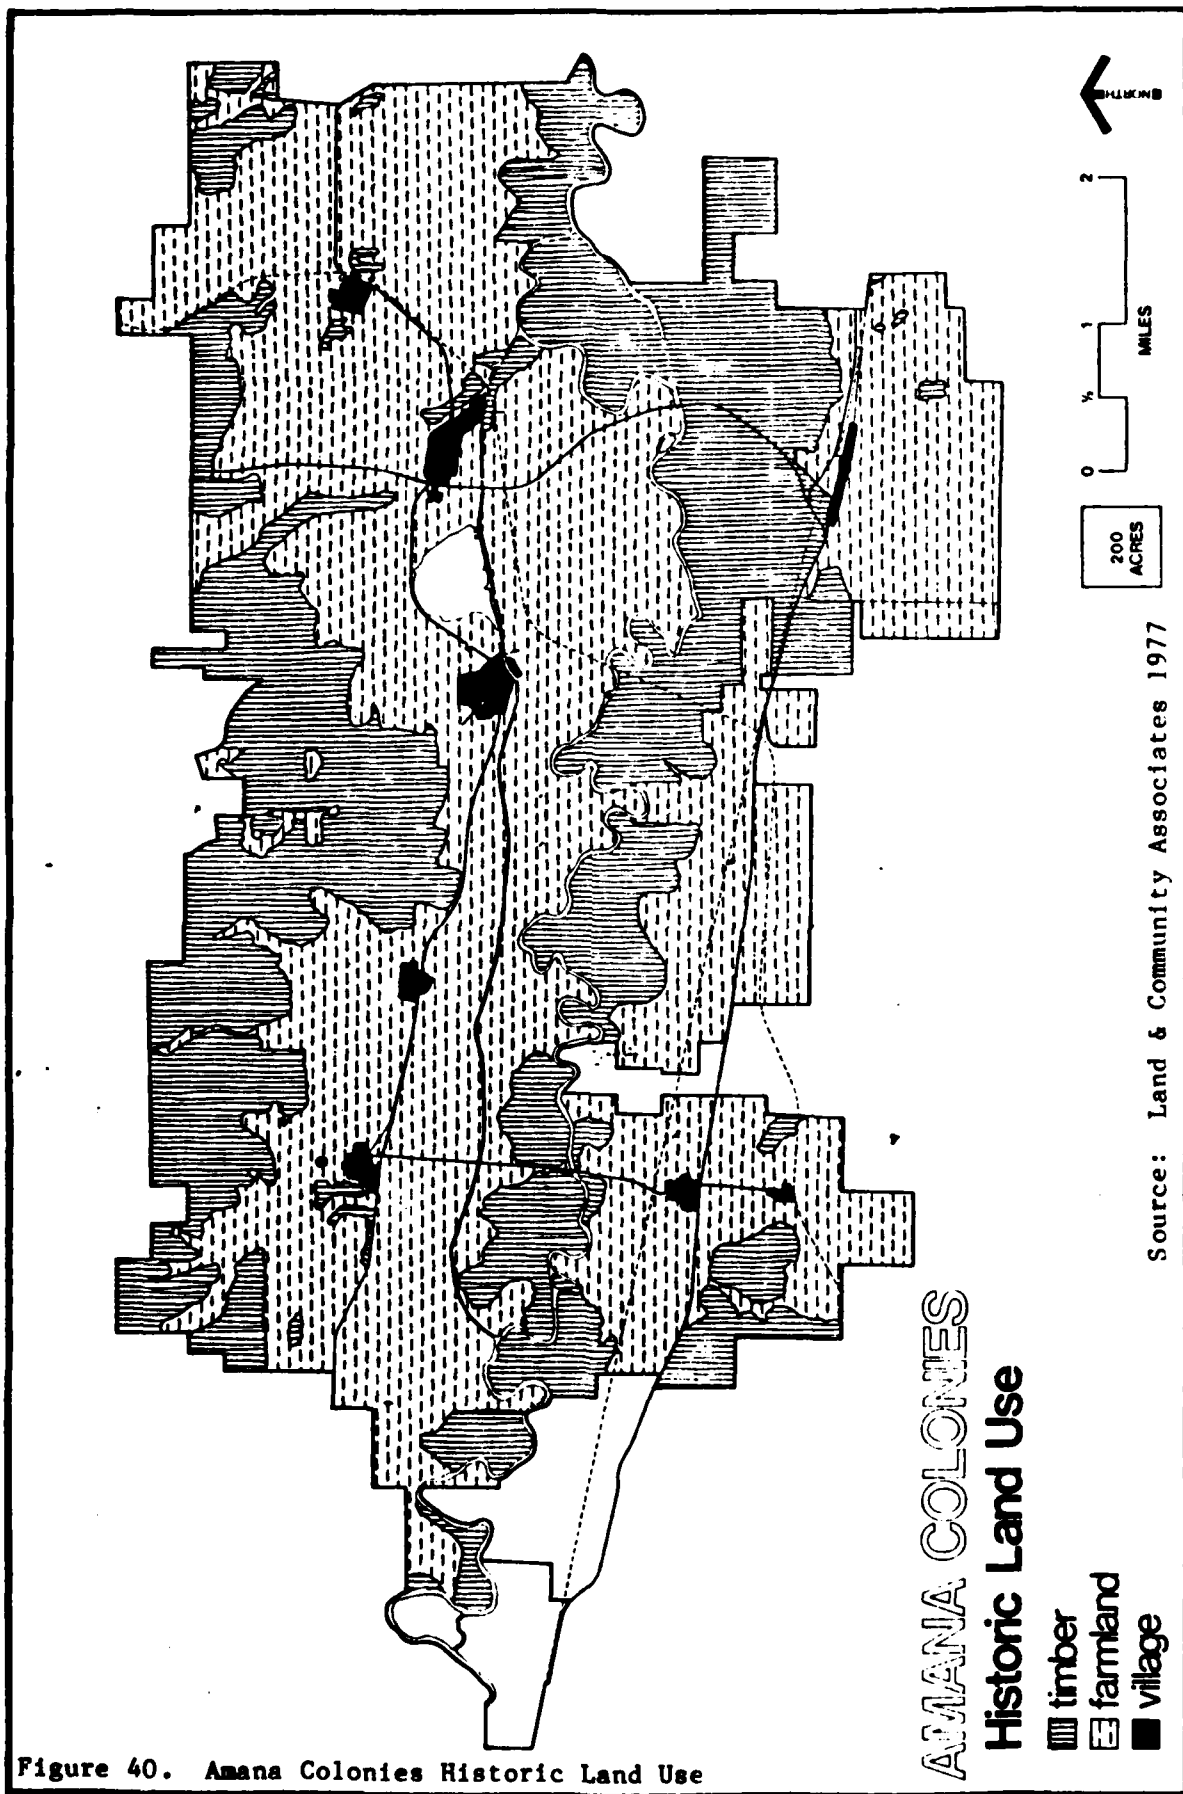 AMANA COLONIES
Historic Land Use
timber
farmland
village
Source: Land & Community Associates 1977
200
ACRES
0 ½ 1 2
MILES
NORTH
Figure 40. Amana Colonies Historic Land Use